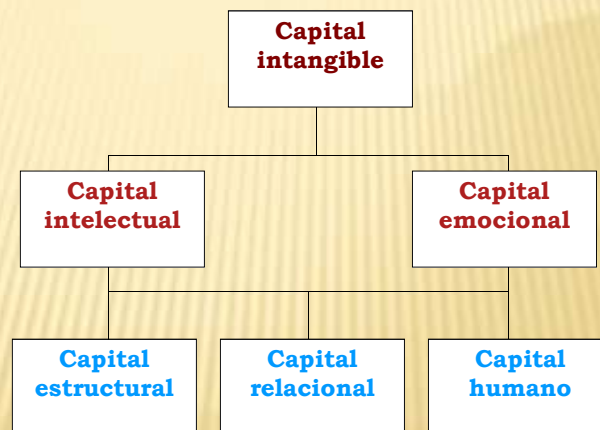 Capital
intangible
Capital
intelectual
Capital
emocional
Capital
estructural
Capital
relacional
Capital
humano